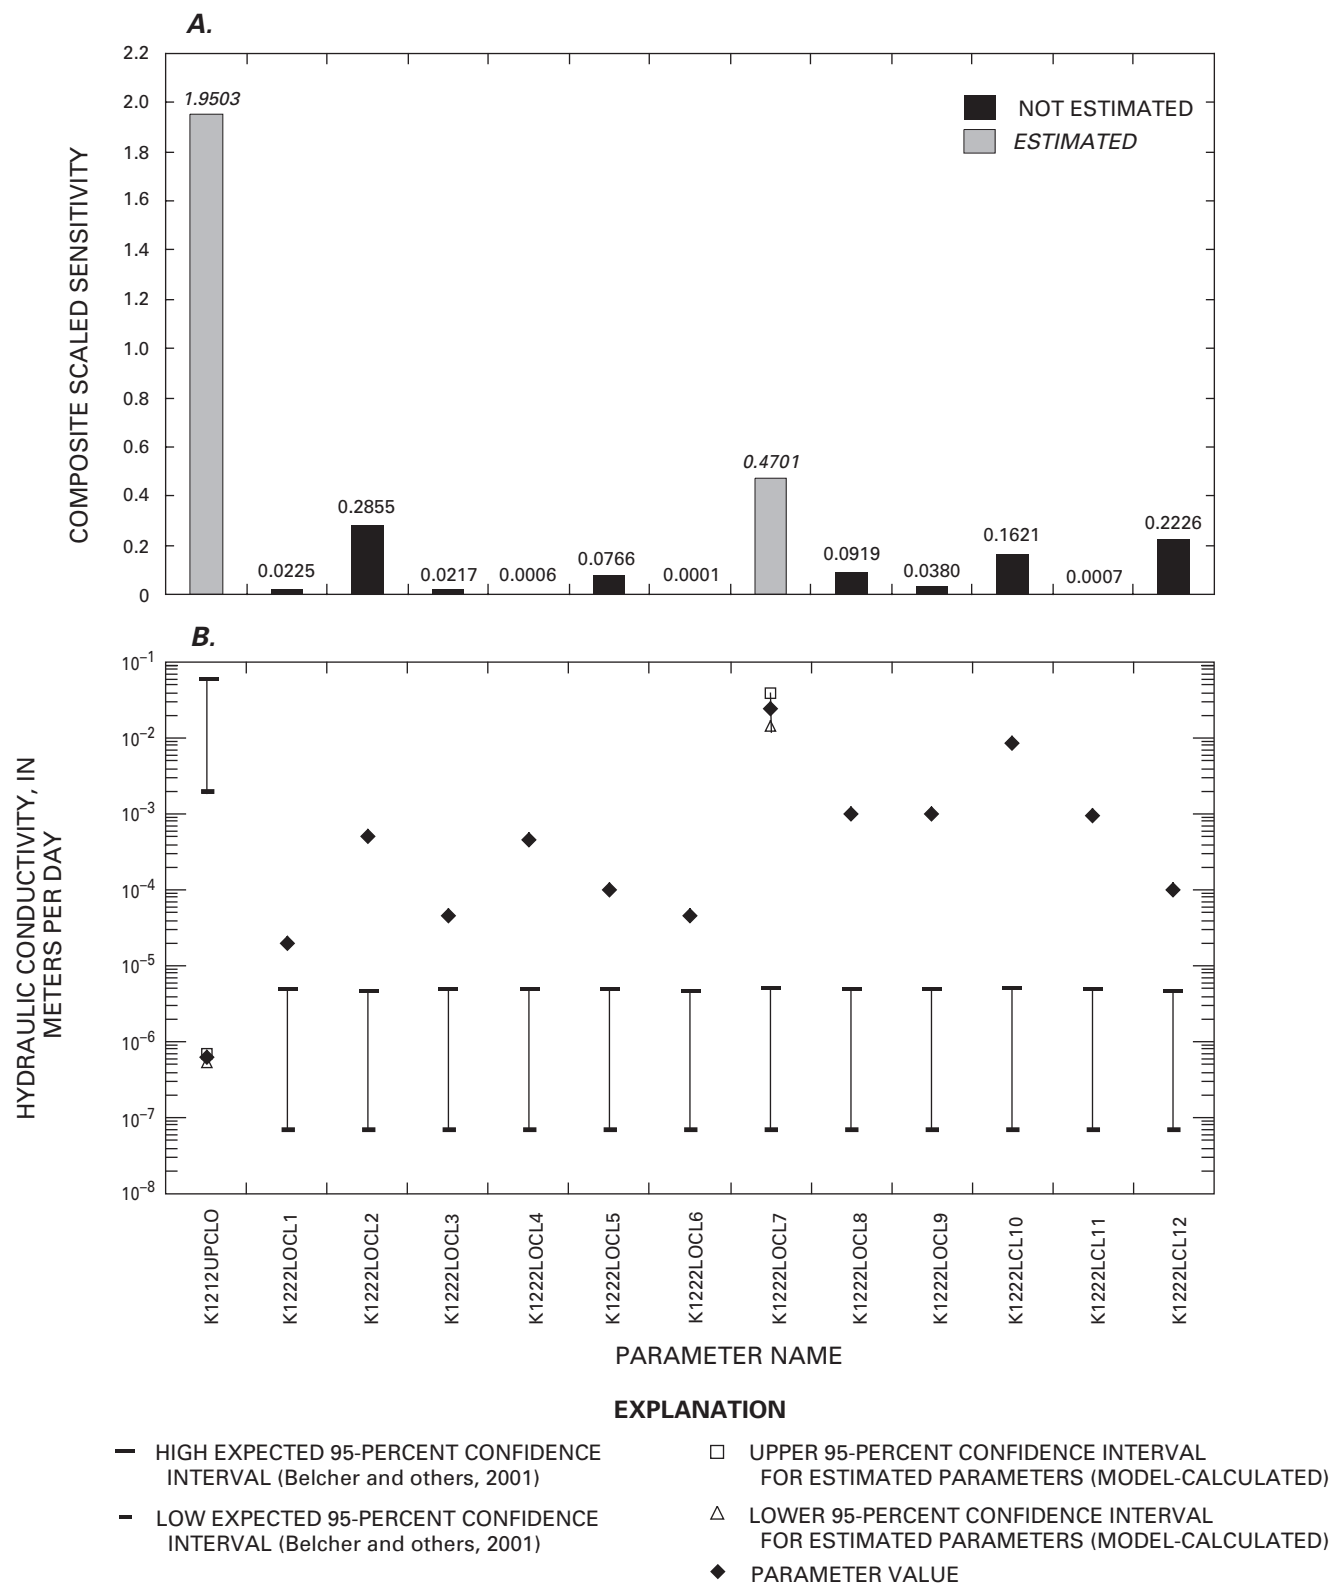 A.
COMPOSITE SCALED SENSITIVITY
2.2
2.0
1.8
1.6
1.4
1.2
1.0
0.8
0.6
0.4
0.2
0
NOT ESTIMATED
ESTIMATED
1.9503
0.0225
0.2855
0.0217
0.0006
0.0766
0.0001
0.4701
0.0919
0.0380
0.1621
0.0007
0.2226
B.
HYDRAULIC CONDUCTIVITY, IN
METERS PER DAY
10⁻¹
10⁻²
10⁻³
10⁻⁴
10⁻⁵
10⁻⁶
10⁻⁷
10⁻⁸
K1212UPCLO
K1222LOCL1
K1222LOCL2
K1222LOCL3
K1222LOCL4
K1222LOCL5
K1222LOCL6
K1222LOCL7
K1222LOCL8
K1222LOCL9
K1222LCL10
K1222LCL11
K1222LCL12
PARAMETER NAME
EXPLANATION
HIGH EXPECTED 95-PERCENT CONFIDENCE
INTERVAL (Belcher and others, 2001)
LOW EXPECTED 95-PERCENT CONFIDENCE
INTERVAL (Belcher and others, 2001)
UPPER 95-PERCENT CONFIDENCE INTERVAL
FOR ESTIMATED PARAMETERS (MODEL-CALCULATED)
LOWER 95-PERCENT CONFIDENCE INTERVAL
FOR ESTIMATED PARAMETERS (MODEL-CALCULATED)
PARAMETER VALUE